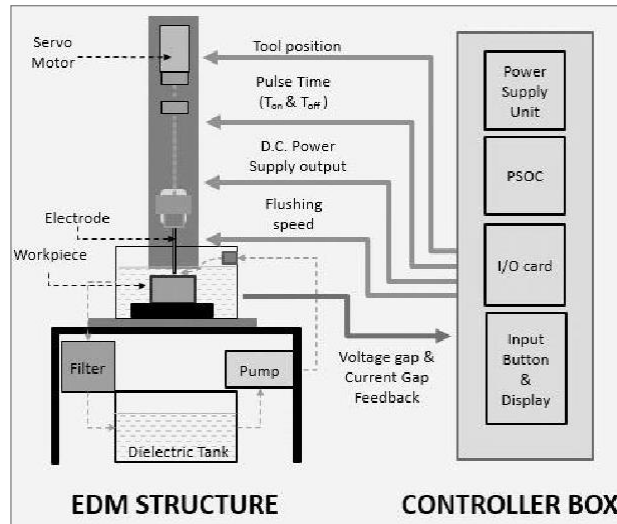 Servo
Motor
Tool position
Pulse Time
(Ton & Toff)
D.C. Power
Supply output
Flushing
speed
Electrode
Workpiece
Filter
Pump
Dielectric Tank
Voltage gap &
Current Gap
Feedback
Power
Supply
Unit
PSOC
I/O card
Input
Button
&
Display
EDM STRUCTURE
CONTROLLER BOX